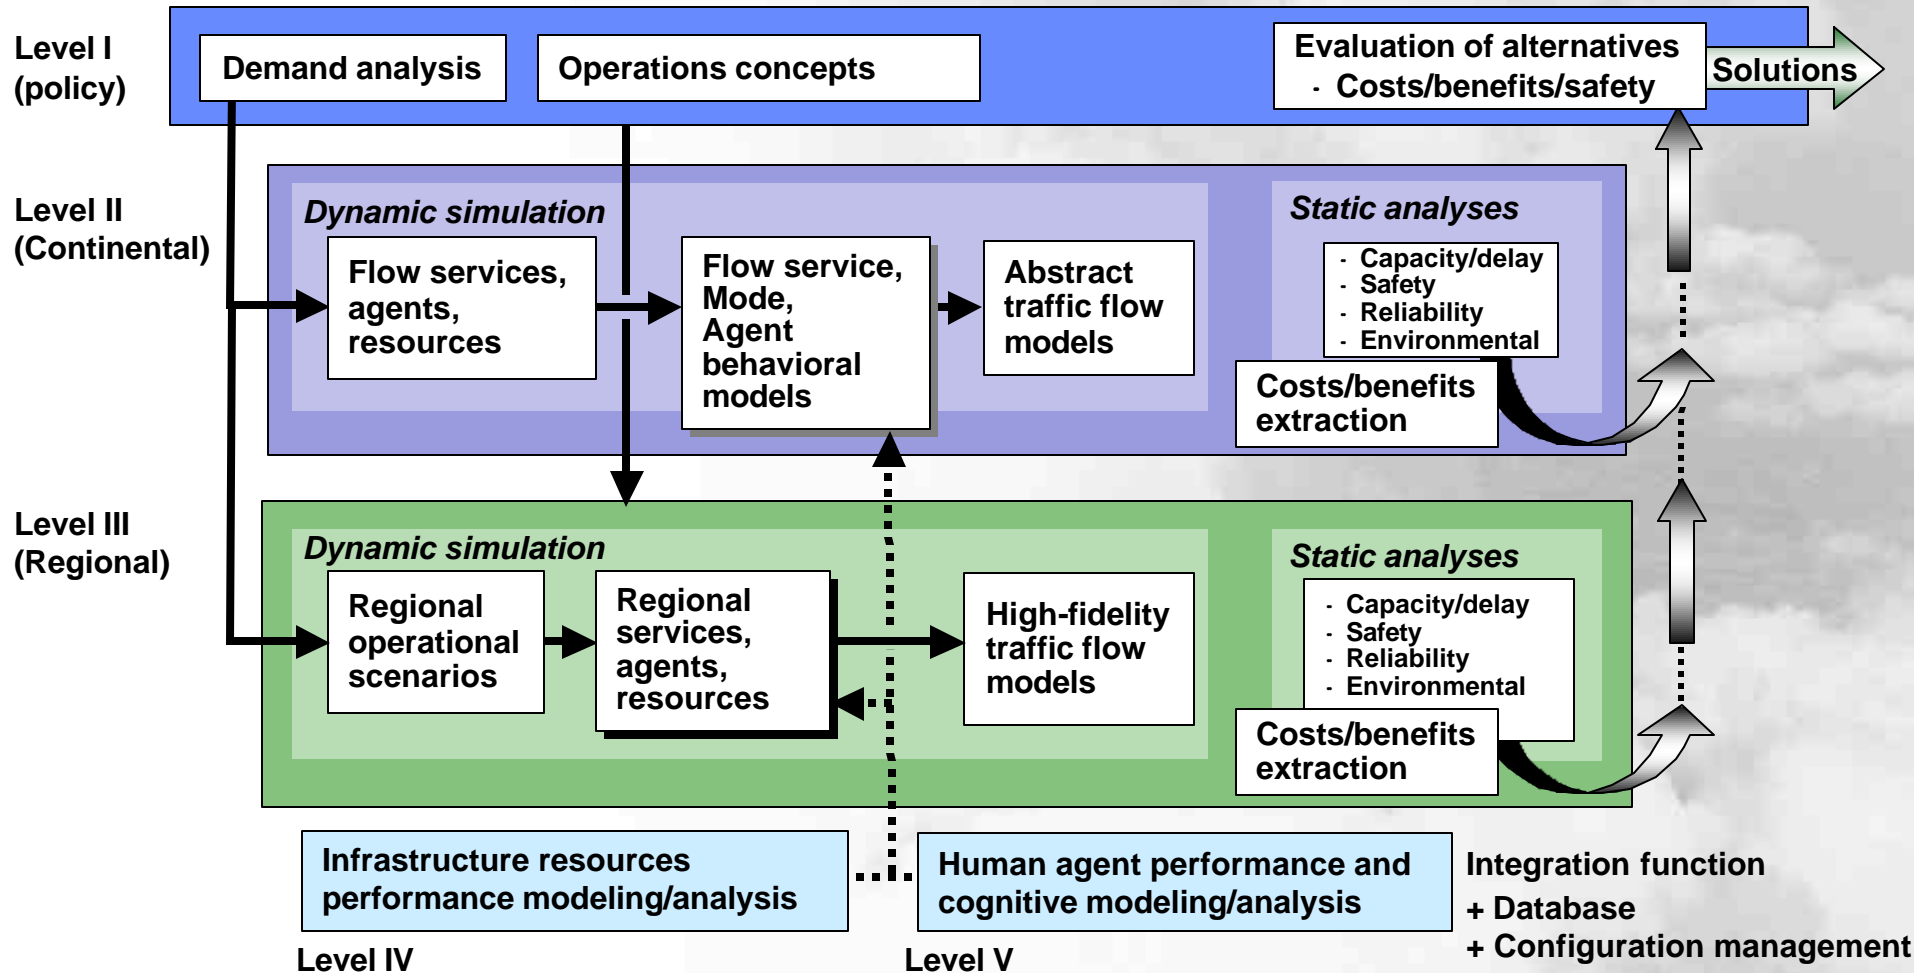 Level I
(policy)
Demand analysis
Operations concepts
Evaluation of alternatives
- Costs/benefits/safety
Solutions
Level II
(Continental)
Dynamic simulation
Flow services,
agents,
resources
Flow service,
Mode,
Agent
behavioral
models
Abstract
traffic flow
models
Static analyses
- Capacity/delay
- Safety
- Reliability
- Environmental
Costs/benefits
extraction
Level III
(Regional)
Dynamic simulation
Regional
operational
scenarios
Regional
services,
agents,
resources
High-fidelity
traffic flow
models
Static analyses
- Capacity/delay
- Safety
- Reliability
- Environmental
Costs/benefits
extraction
Infrastructure resources
performance modeling/analysis
Level IV
Human agent performance and
cognitive modeling/analysis
Level V
Integration function
+ Database
+ Configuration management